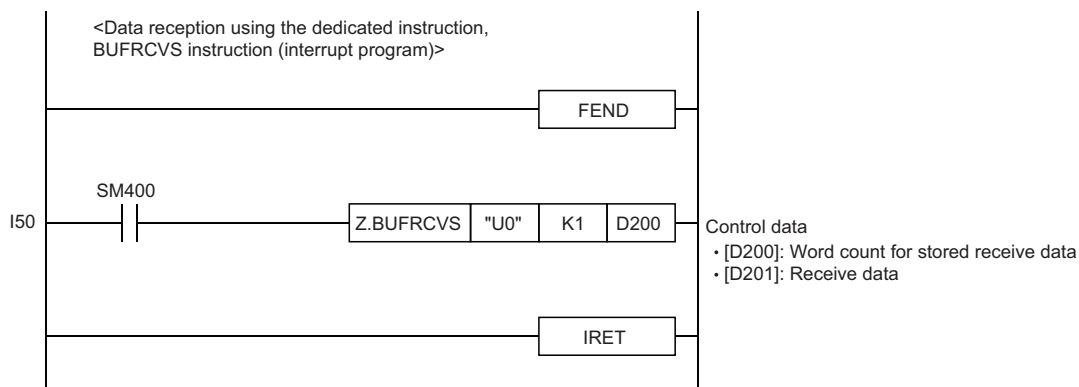 <Data reception using the dedicated instruction,
BUFRCVS instruction (interrupt program)>
FEND
SM400
I50
Z.BUFRCVS "U0" K1 D200
Control data
• [D200]: Word count for stored receive data
• [D201]: Receive data
IRET